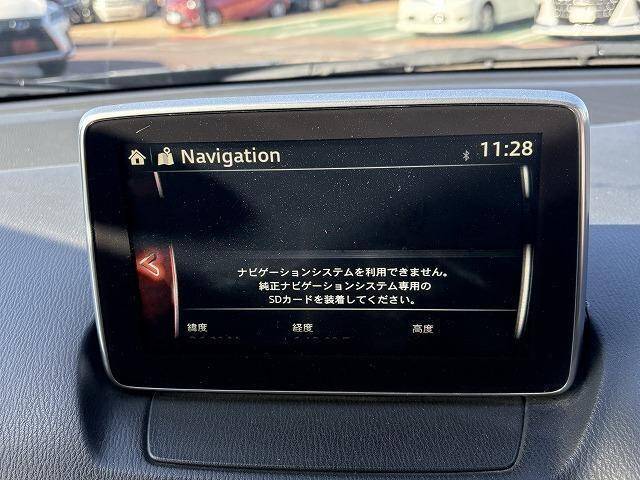 Navigation
11:28
ナビゲーションシステムを利用できません。
純正ナビゲーションシステム専用の
SDカードを装着してください。
緯度 経度 高度